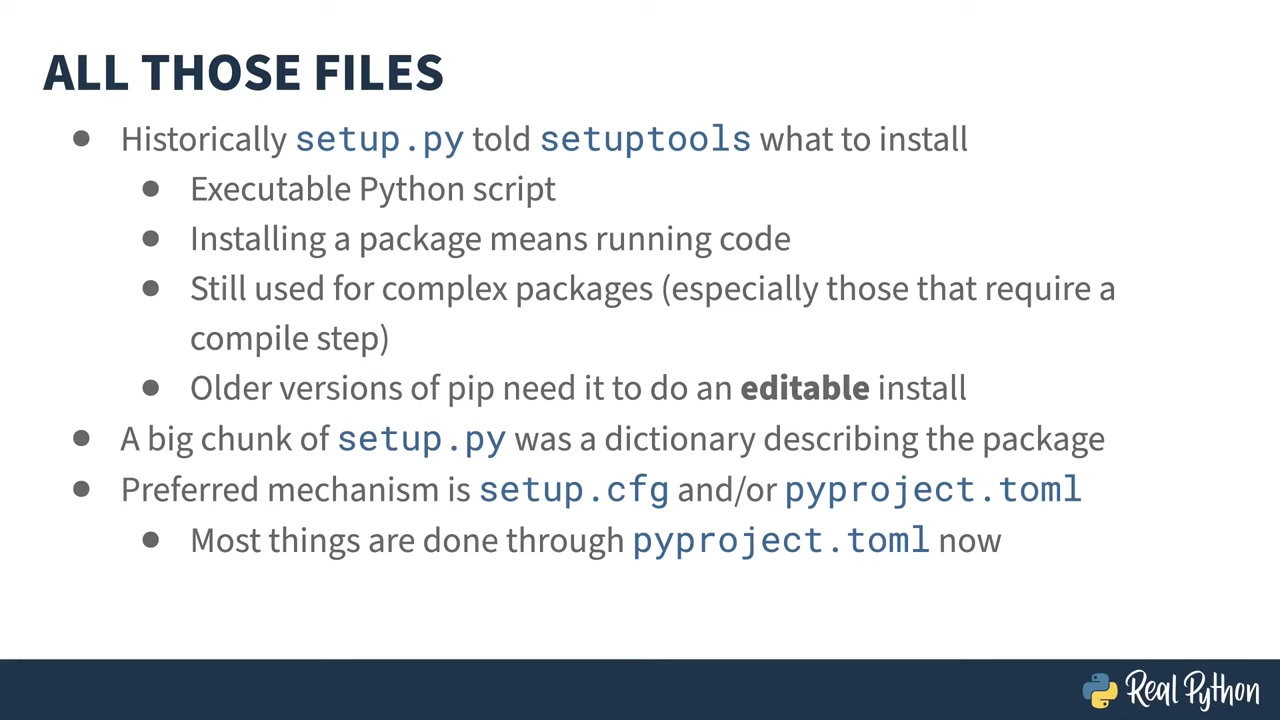 ALL THOSE FILES
● Historically setup.py told setuptools what to install
● Executable Python script
● Installing a package means running code
● Still used for complex packages (especially those that require a
compile step)
● Older versions of pip need it to do an editable install
● A big chunk of setup.py was a dictionary describing the package
● Preferred mechanism is setup.cfg and/or pyproject.toml
● Most things are done through pyproject.toml now
Real Python